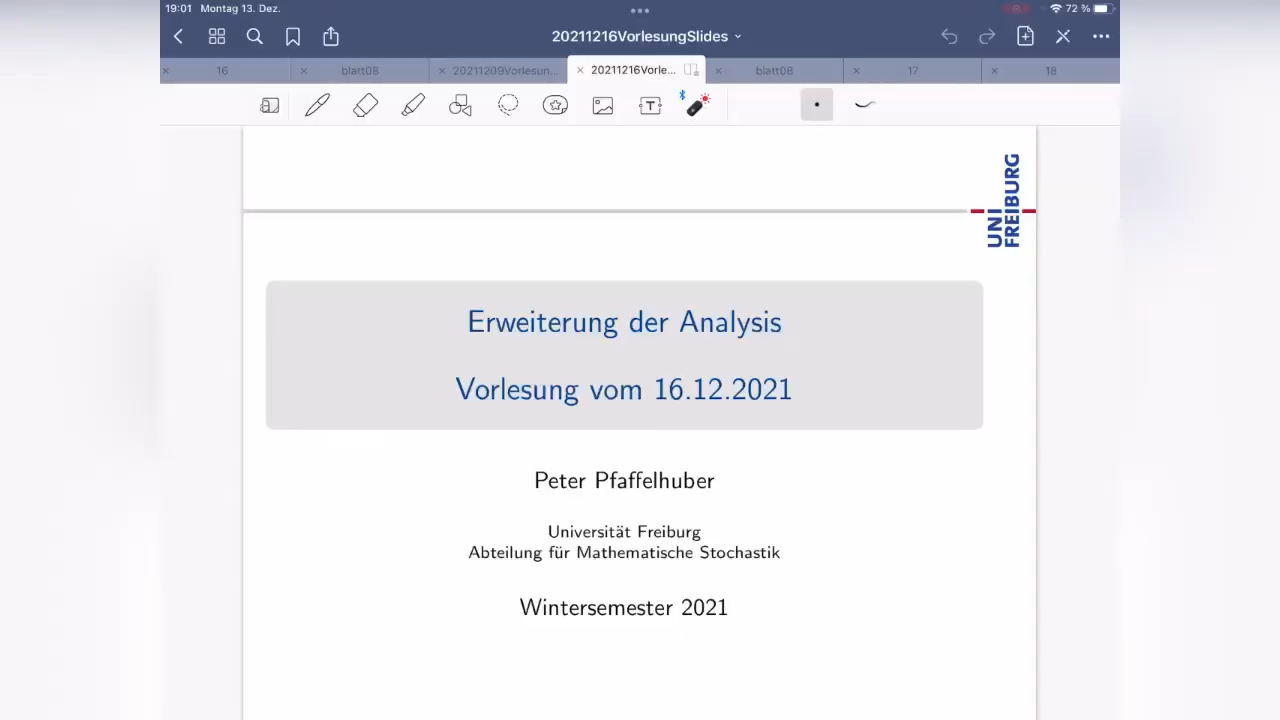 19:01 Montag 13. Dez. 72 %
20211216VorlesungSlides
16 blatt08 20211209Vorlesun... 20211216Vorle... blatt08 17 18
T
UNI
FREIBURG
Erweiterung der Analysis
Vorlesung vom 16.12.2021
Peter Pfaffelhuber
Universität Freiburg
Abteilung für Mathematische Stochastik
Wintersemester 2021